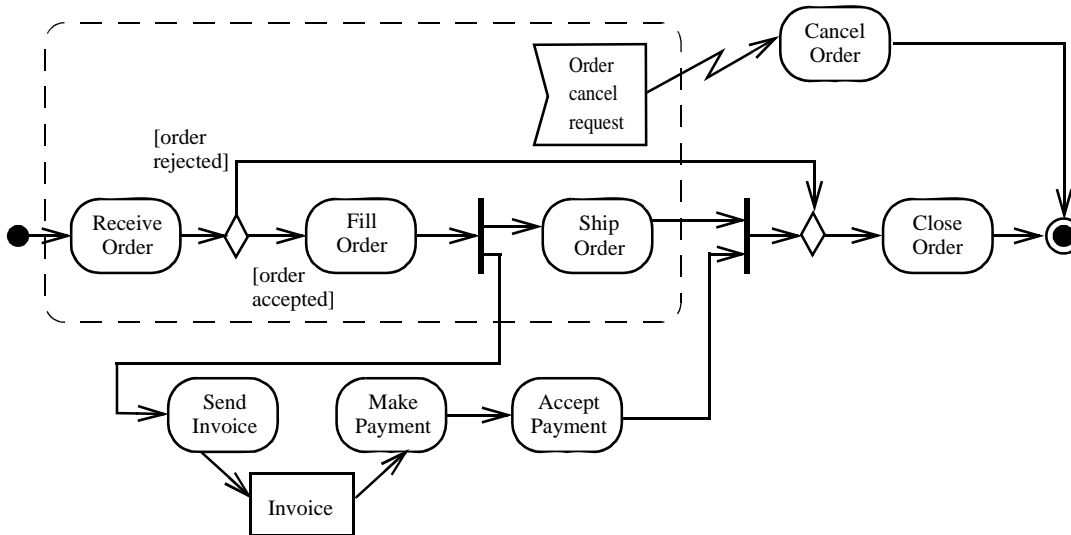 Cancel
Order
Order
cancel
request
[order
rejected]
Receive
Order
Fill
Order
Ship
Order
Close
Order
[order
accepted]
Send
Invoice
Make
Payment
Accept
Payment
Invoice